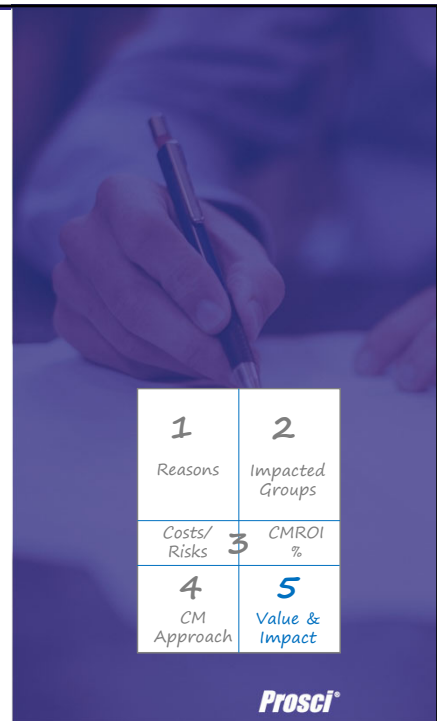 1
2
Reasons
Impacted
Groups
Costs/
Risks
3
CMROI
%
4
5
CM
Approach
Value &
Impact
Prosci®